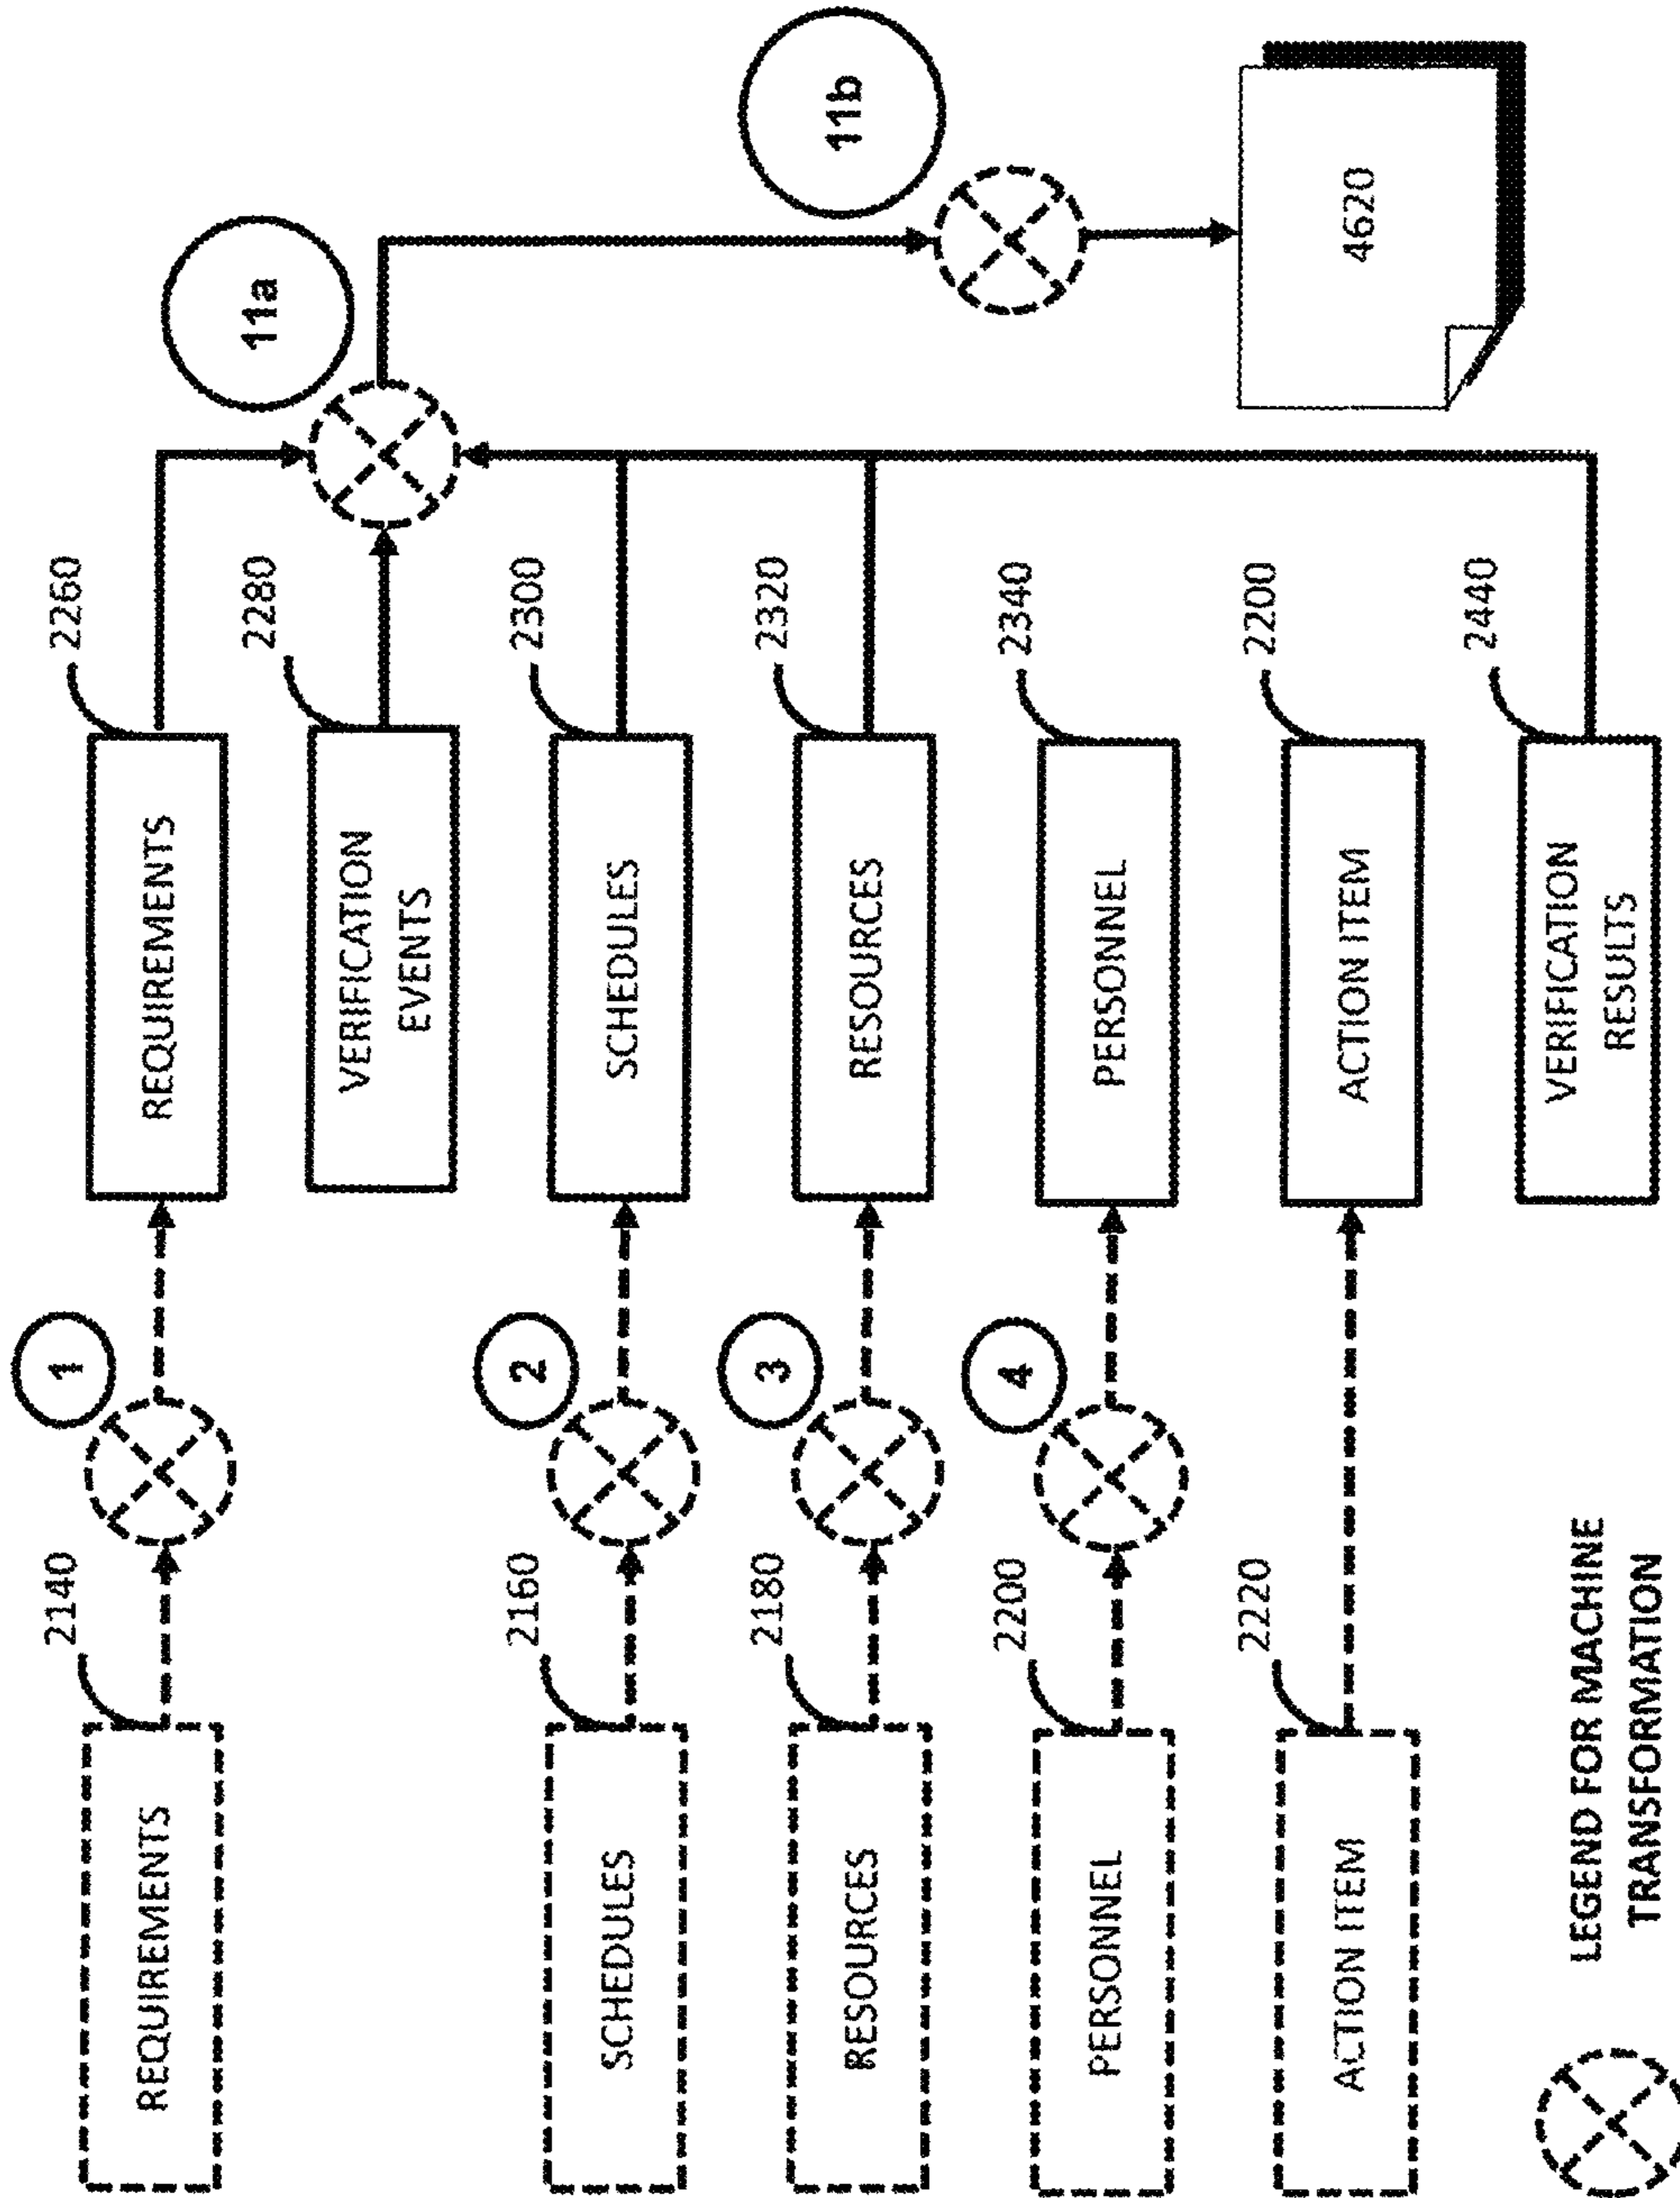 2140
REQUIREMENTS
1
2260
REQUIREMENTS
11a
2280
VERIFICATION
EVENTS
2160
SCHEDULES
2
2300
SCHEDULES
11b
2180
RESOURCES
3
2320
RESOURCES
2200
PERSONNEL
4
2340
PERSONNEL
4620
2220
ACTION ITEM
2200
ACTION ITEM
2440
VERIFICATION
RESULTS
LEGEND FOR MACHINE
TRANSFORMATION